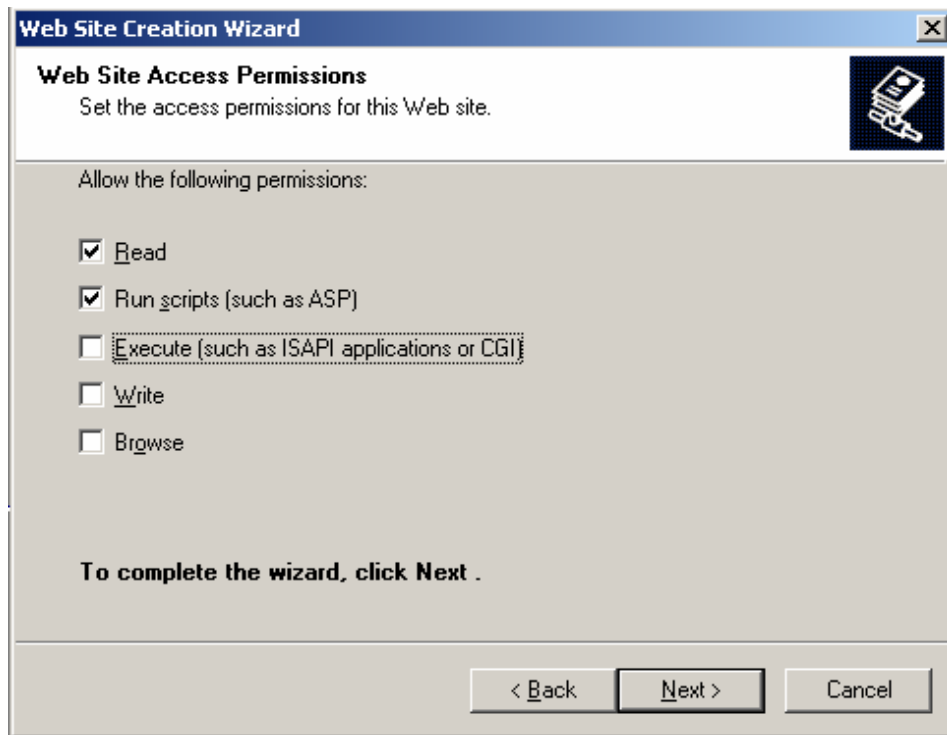 Web Site Creation Wizard
Web Site Access Permissions
Set the access permissions for this Web site.
Allow the following permissions:
Read
Run scripts (such as ASP)
Execute (such as ISAPI applications or CGI)
Write
Browse
To complete the wizard, click Next .
< Back Next > Cancel